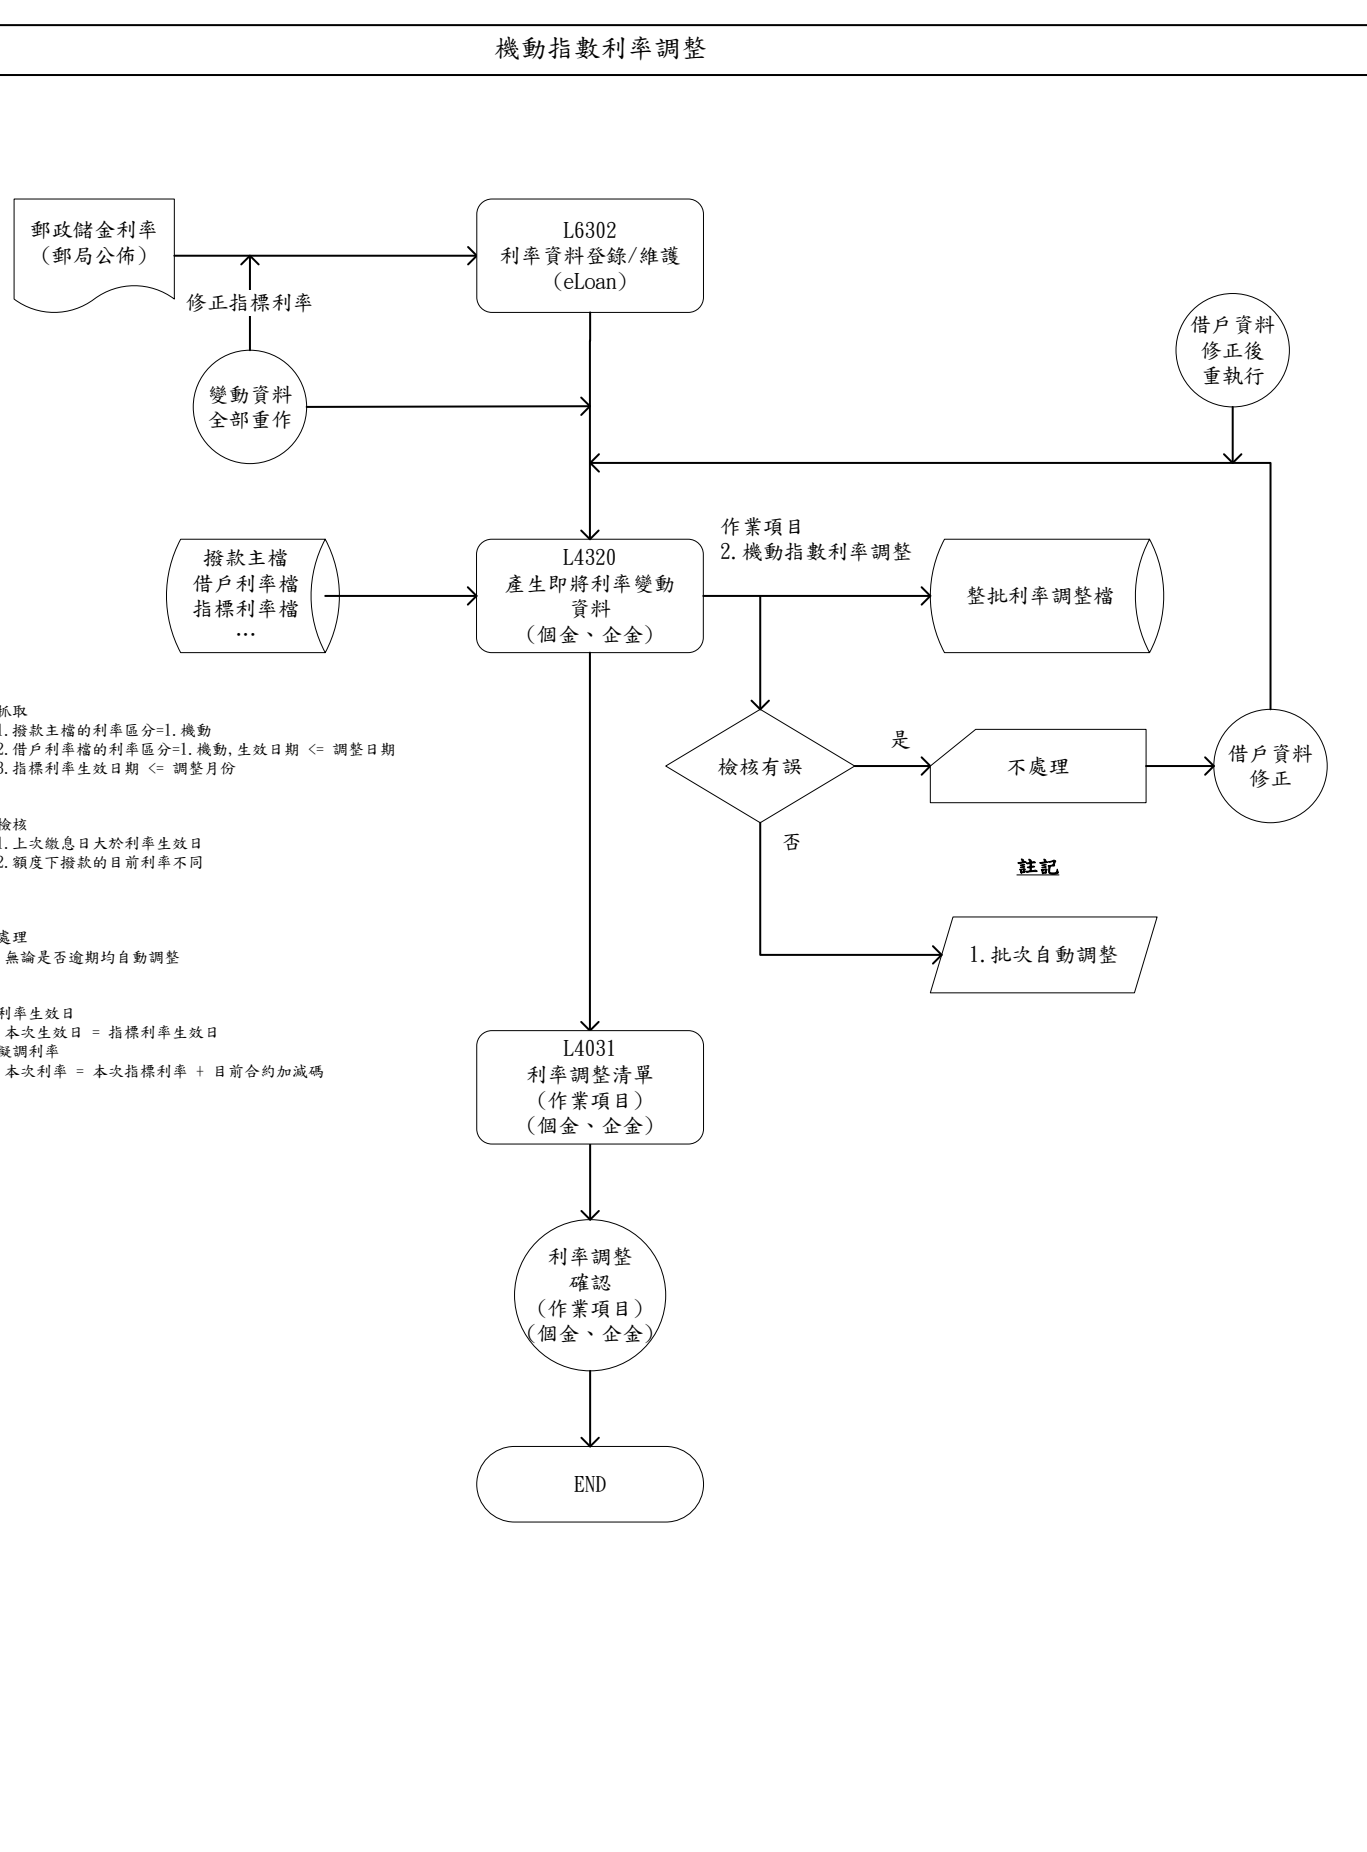 機動指數利率調整
郵政儲金利率
（郵局公佈）
L6302
利率資料登錄/維護
（eLoan）
修正指標利率
借戶資料
修正後
重執行
變動資料
全部重作
作業項目
2.機動指數利率調整
撥款主檔
借戶利率檔
指標利率檔
…
L4320
產生即將利率變動
資料
（個金、企金）
整批利率調整檔
抓取
1.撥款主檔的利率區分=1.機動
2.借戶利率檔的利率區分=1.機動,生效日期 <= 調整日期
3.指標利率生效日期 <= 調整月份
檢核有誤
是
不處理
借戶資料
修正
檢核
1.上次繳息日大於利率生效日
2.額度下撥款的目前利率不同
否
註記
處理
無論是否逾期均自動調整
1.批次自動調整
利率生效日
本次生效日 = 指標利率生效日
擬調利率
本次利率 = 本次指標利率 + 目前合約加減碼
L4031
利率調整清單
（作業項目）
（個金、企金）
利率調整
確認
（作業項目）
（個金、企金）
END